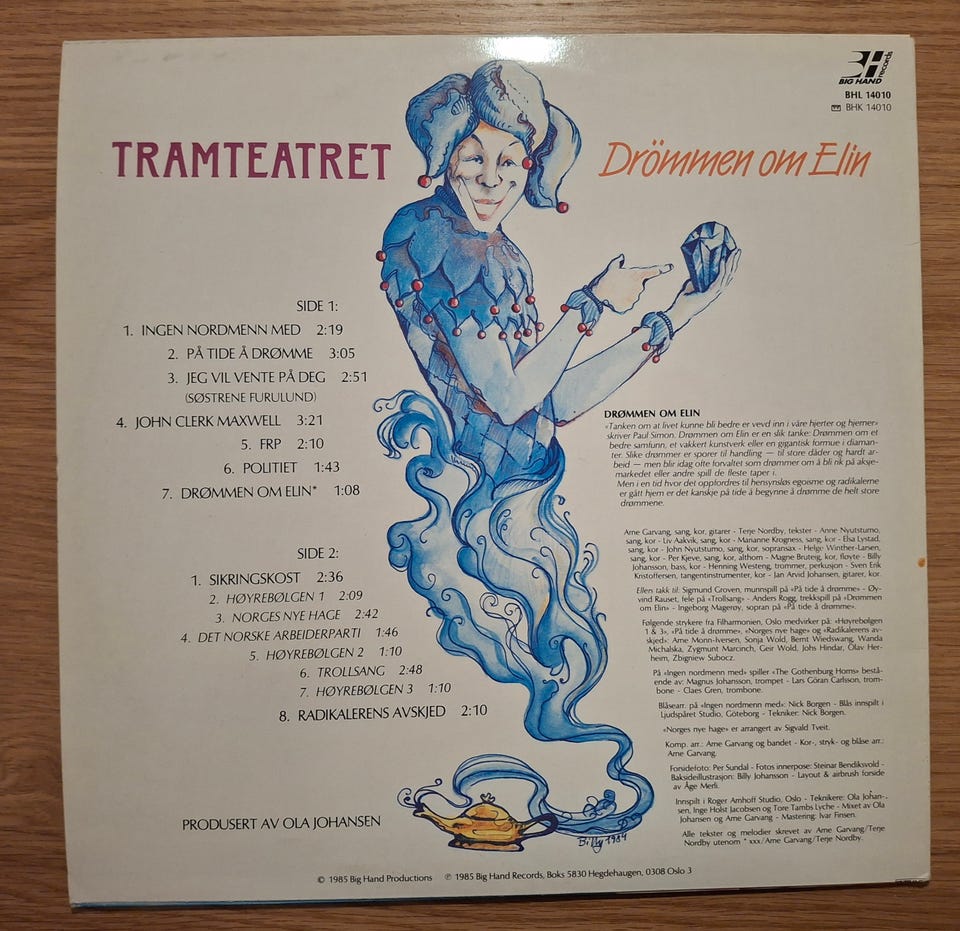 BIG HAND records
BHL 14010
BHK 14010
TRAMTEATRET
Drömmen om Elin
SIDE 1:
1. INGEN NORDMENN MED 2:19
2. PÅ TIDE Å DRØMME 3:05
3. JEG VIL VENTE PÅ DEG 2:51
(SØSTRENE FURULUND)
4. JOHN CLERK MAXWELL 3:21
5. FRP 2:10
6. POLITIET 1:43
7. DRØMMEN OM ELIN* 1:08
SIDE 2:
1. SIKRINGSKOST 2:36
2. HØYREBØLGEN 1 2:09
3. NORGES NYE HAGE 2:42
4. DET NORSKE ARBEIDERPARTI 1:46
5. HØYREBØLGEN 2 1:10
6. TROLLSANG 2:48
7. HØYREBØLGEN 3 1:10
8. RADIKALERENS AVSKJED 2:10
PRODUSERT AV OLA JOHANSEN
DRØMMEN OM ELIN
«Tanken om at livet kunne bli bedre er vevd inn i våre hjerter og hjerner»
skriver Paul Simon. Drømmen om Elin er en slik tanke: Drømmen om et
bedre samfunn, et vakkert kunstverk eller en gigantisk formue i diaman-
ter. Slike drømmer er sporer til handling — til store dåder og hardt ar-
beid — men blir idag ofte forvaltet som drømmer om å bli rik på aksje-
markedet eller andre spill de fleste taper i.
Men i en tid hvor det oppfordres til hensynsløs egoisme og radikalerne
er gått hjem er det kanskje på tide å begynne å drømme de helt store
drømmene.
Arne Garvang, sang, kor, gitarer - Terje Nordby, tekster - Anne Nyutstumo,
sang, kor - Liv Aakvik, sang, kor - Marianne Krogness, sang, kor - Elsa Lystad,
sang, kor - John Nyutstumo, sang, kor, sopransax - Helge Winther-Larsen,
sang, kor - Per Kjeve, sang, kor, althorn - Magne Bruteig, kor, fløyte - Billy
Johansson, bass, kor - Henning Westeng, trommer, perkusjon - Sven Erik
Kristoffersen, tangentinstrumenter, kor - Jan Arvid Johansen, gitarer, kor.
Ellers takk til: Sigmund Groven, munnspill på «På tide å drømme» - Øy-
vind Rauset, fele på «Trollsang» - Anders Rogg, trekkspill på «Drømmen
om Elin» - Ingeborg Magerøy, sopran på «På tide å drømme».
Følgende strykere fra Filharmonien, Oslo medvirker på: «Høyrebølgen
1 & 3», «På tide å drømme», «Norges nye hage» og «Radikalerens av-
skjed»: Arne Monn-Iversen, Sonja Wold, Bernt Wiedswang, Wanda
Michalska, Zygmunt Marcinch, Geir Wold, Johs Hindar, Olav Her-
heim, Zbigniew Subocz.
På «Ingen nordmenn med» spiller «The Gothenburg Horns» bestå-
ende av: Magnus Johansson, trompet - Lars Göran Carlsson, trom-
bone - Claes Gren, trombone.
Blåsearr. på «Ingen nordmenn med»: Nick Borgen - Blås innspilt i
Ljudspåret Studio, Göteborg - Tekniker: Nick Borgen.
«Norges nye hage» er arrangert av Sigvald Tveit.
Komp. arr.: Arne Garvang og bandet - Kor-, stryk- og blåse arr.:
Arne Garvang.
Forsidefoto: Per Sundal - Fotos innerpose: Steinar Bendiksvold -
Baksideillustrasjon: Billy Johansson - Layout & airbrush forside
av Åge Merli.
Innspilt i Roger Arnhoff Studio, Oslo - Teknikere: Ola Johan-
sen, Inge Holst Jacobsen og Tore Tambs Lyche - Mixet av Ola
Johansen og Arne Garvang - Mastering: Ivar Finsen.
Alle tekster og melodier skrevet av Arne Garvang/Terje
Nordby utenom * xxx/Arne Garvang/Terje Nordby.
Billy 1984
© 1985 Big Hand Productions ℗ 1985 Big Hand Records, Boks 5830 Hegdehaugen, 0308 Oslo 3